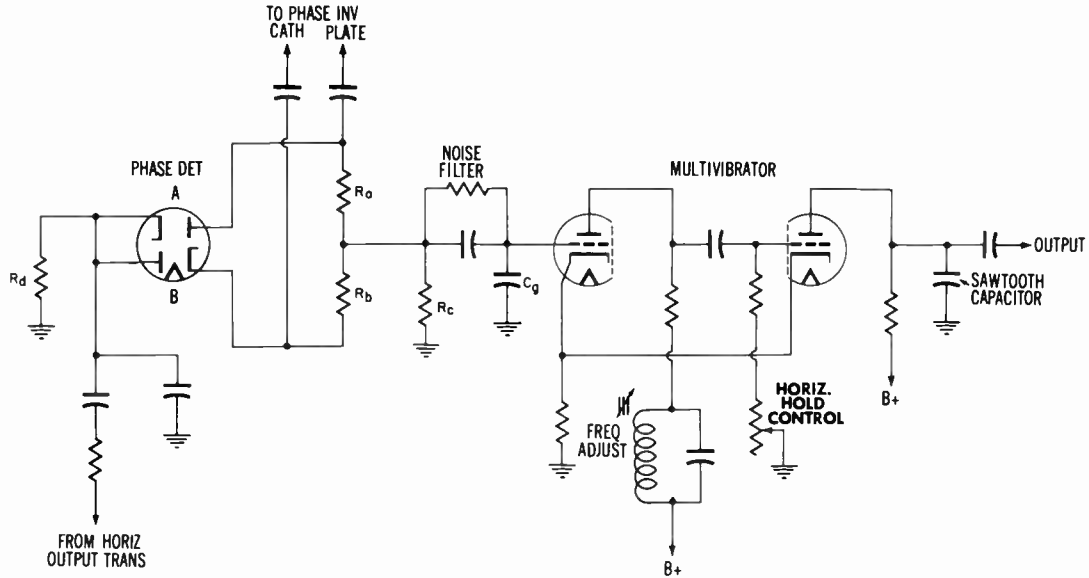 TO PHASE INV
CATH PLATE
PHASE DET
A
B
Rd
Ra
Rb
NOISE
FILTER
Rc
Cg
MULTIVIBRATOR
OUTPUT
SAWTOOTH
CAPACITOR
B+
HORIZ.
HOLD
CONTROL
FREQ
ADJUST
B+
FROM HORIZ
OUTPUT TRANS